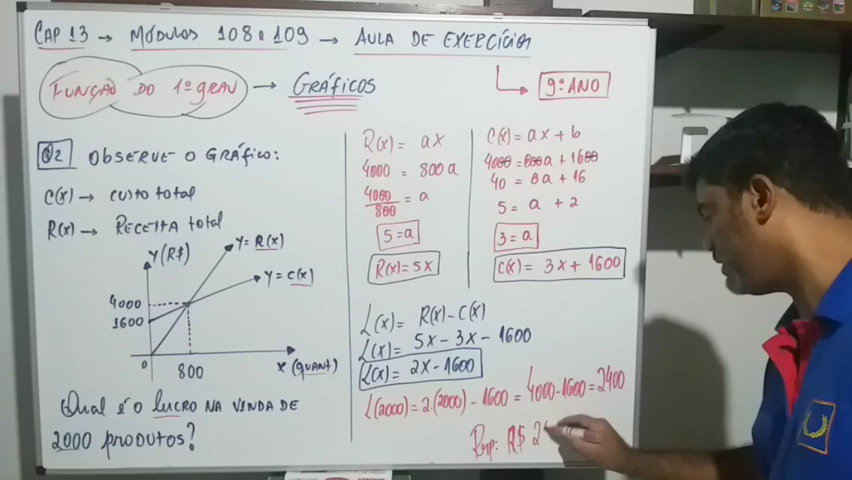 CAP 13 → MÓDULOS 108 e 109 → AULA DE EXERCÍCIOS
FUNÇÃO DO 1º GRAU → GRÁFICOS
9º ANO
Q2 OBSERVE O GRÁFICO:
C(x) → CUSTO total
R(x) → RECEITA total
Y(R$)
Y = R(x)
Y = C(x)
4000
1600
0
800
X (QUANT)
Qual é o lucro NA VENDA DE
2000 produtos?
R(x) = ax
4000 = 800a
4000/800 = a
5 = a
R(x) = 5x
C(x) = ax + b
4000 = 800a + 1600
40 = 8a + 16
5 = a + 2
3 = a
C(x) = 3x + 1600
L(x) = R(x) - C(x)
L(x) = 5x - 3x - 1600
L(x) = 2x - 1600
L(2000) = 2.(2000) - 1600 = 4000 - 1600 = 2400
Resp: R$